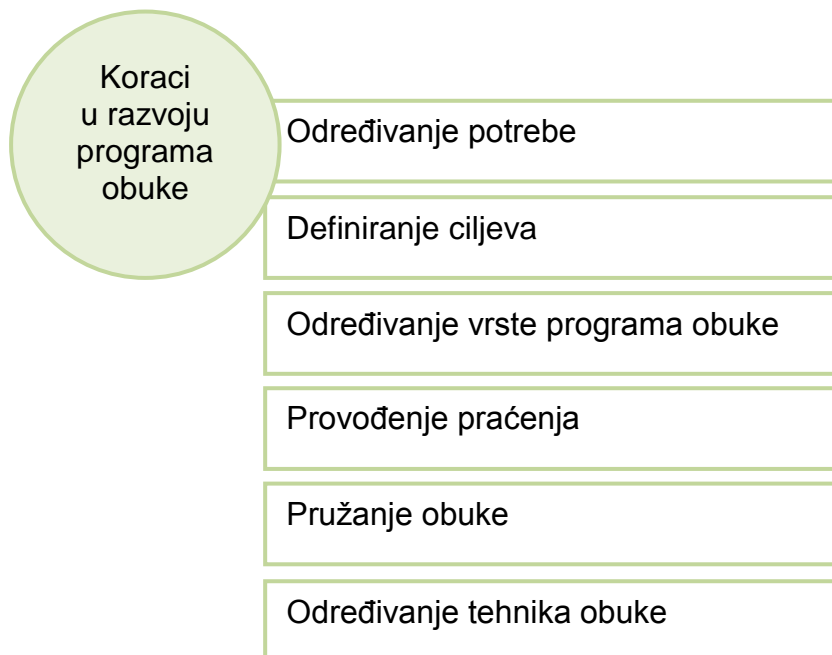 Koraci
u razvoju
programa
obuke
Određivanje potrebe
Definiranje ciljeva
Određivanje vrste programa obuke
Provođenje praćenja
Pružanje obuke
Određivanje tehnika obuke